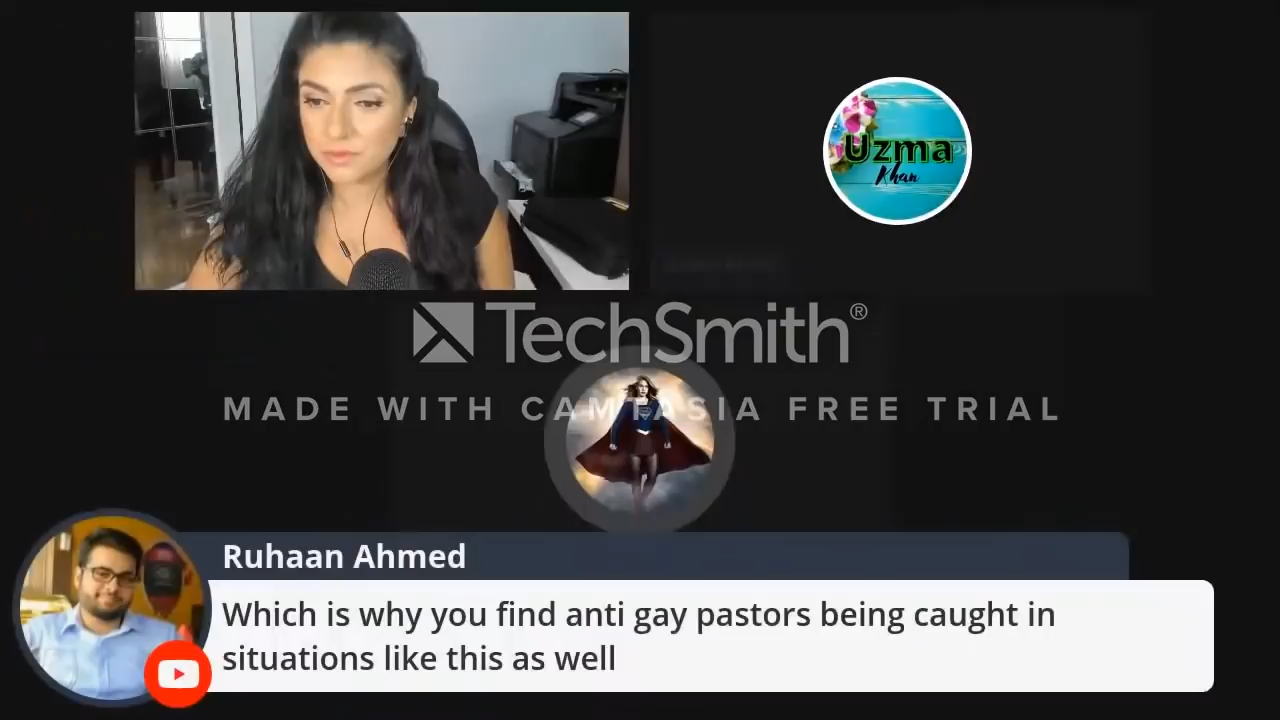 Uzma
Khan
TechSmith®
MADE WITH CAMTASIA FREE TRIAL
Ruhaan Ahmed
Which is why you find anti gay pastors being caught in
situations like this as well